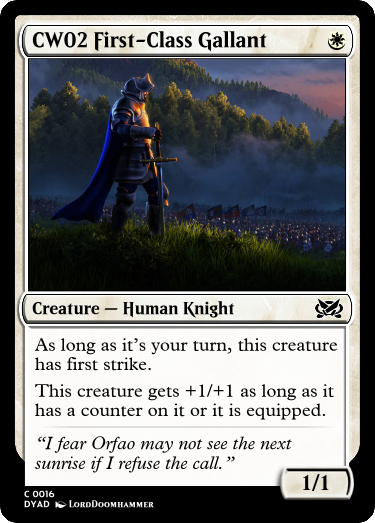 CW02 First-Class Gallant
Creature — Human Knight
As long as it's your turn, this creature
has first strike.
This creature gets +1/+1 as long as it
has a counter on it or it is equipped.
“I fear Orfao may not see the next
sunrise if I refuse the call.”
1/1
C 0016
DYAD LordDoomhammer